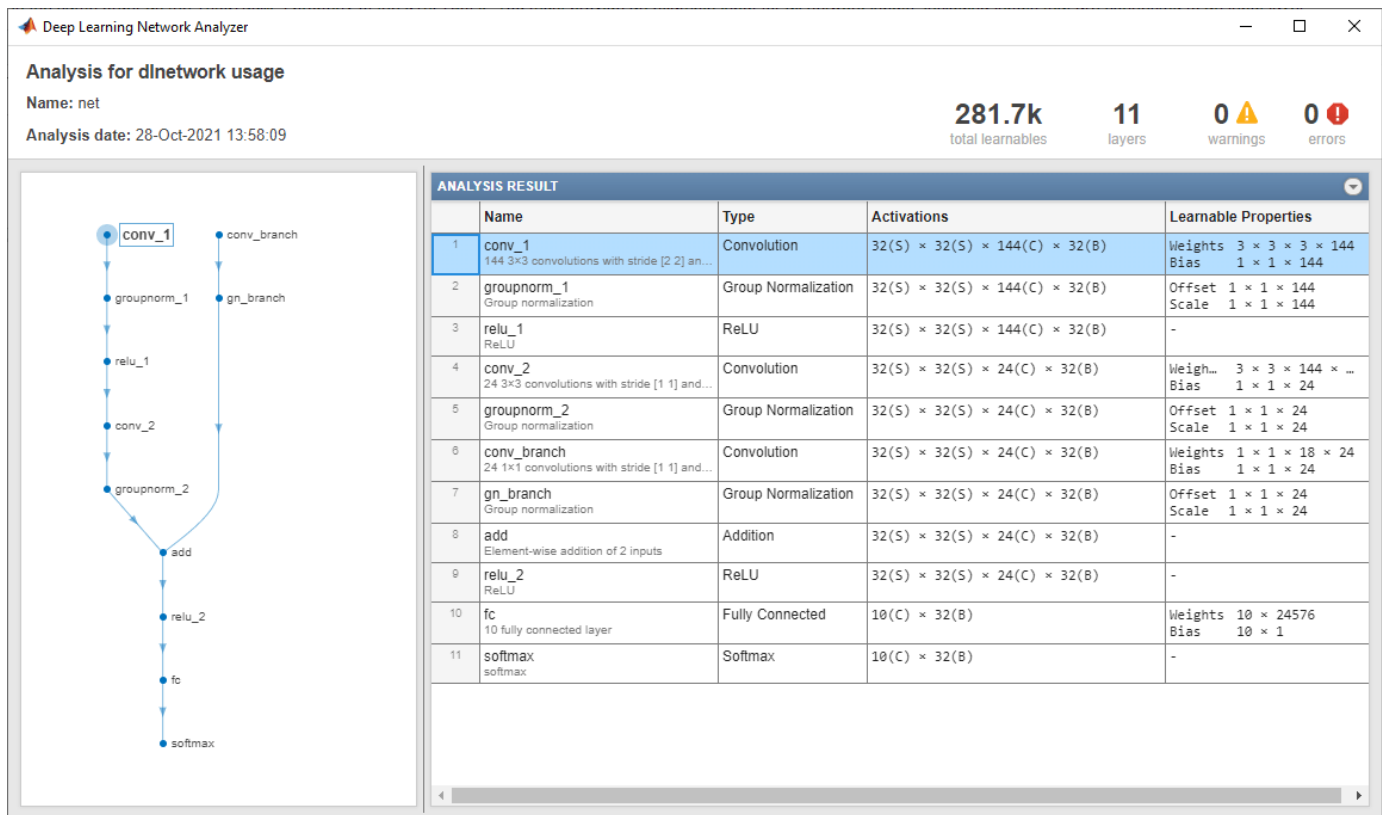 Deep Learning Network Analyzer
Analysis for dlnetwork usage
Name: net
Analysis date: 28-Oct-2021 13:58:09
281.7k 11 0 0
total learnables layers warnings errors
conv_1 conv_branch
groupnorm_1 gn_branch
relu_1
conv_2
groupnorm_2
add
relu_2
fc
softmax
ANALYSIS RESULT
Name Type Activations Learnable Properties
1 conv_1 Convolution 32(S) × 32(S) × 144(C) × 32(B) Weights 3 × 3 × 3 × 144
144 3×3 convolutions with stride [2 2] an... Bias 1 × 1 × 144
2 groupnorm_1 Group Normalization 32(S) × 32(S) × 144(C) × 32(B) Offset 1 × 1 × 144
Group normalization Scale 1 × 1 × 144
3 relu_1 ReLU 32(S) × 32(S) × 144(C) × 32(B) -
ReLU
4 conv_2 Convolution 32(S) × 32(S) × 24(C) × 32(B) Weigh… 3 × 3 × 144 × …
24 3×3 convolutions with stride [1 1] and... Bias 1 × 1 × 24
5 groupnorm_2 Group Normalization 32(S) × 32(S) × 24(C) × 32(B) Offset 1 × 1 × 24
Group normalization Scale 1 × 1 × 24
6 conv_branch Convolution 32(S) × 32(S) × 24(C) × 32(B) Weights 1 × 1 × 18 × 24
24 1×1 convolutions with stride [1 1] and... Bias 1 × 1 × 24
7 gn_branch Group Normalization 32(S) × 32(S) × 24(C) × 32(B) Offset 1 × 1 × 24
Group normalization Scale 1 × 1 × 24
8 add Addition 32(S) × 32(S) × 24(C) × 32(B) -
Element-wise addition of 2 inputs
9 relu_2 ReLU 32(S) × 32(S) × 24(C) × 32(B) -
ReLU
10 fc Fully Connected 10(C) × 32(B) Weights 10 × 24576
10 fully connected layer Bias 10 × 1
11 softmax Softmax 10(C) × 32(B) -
softmax